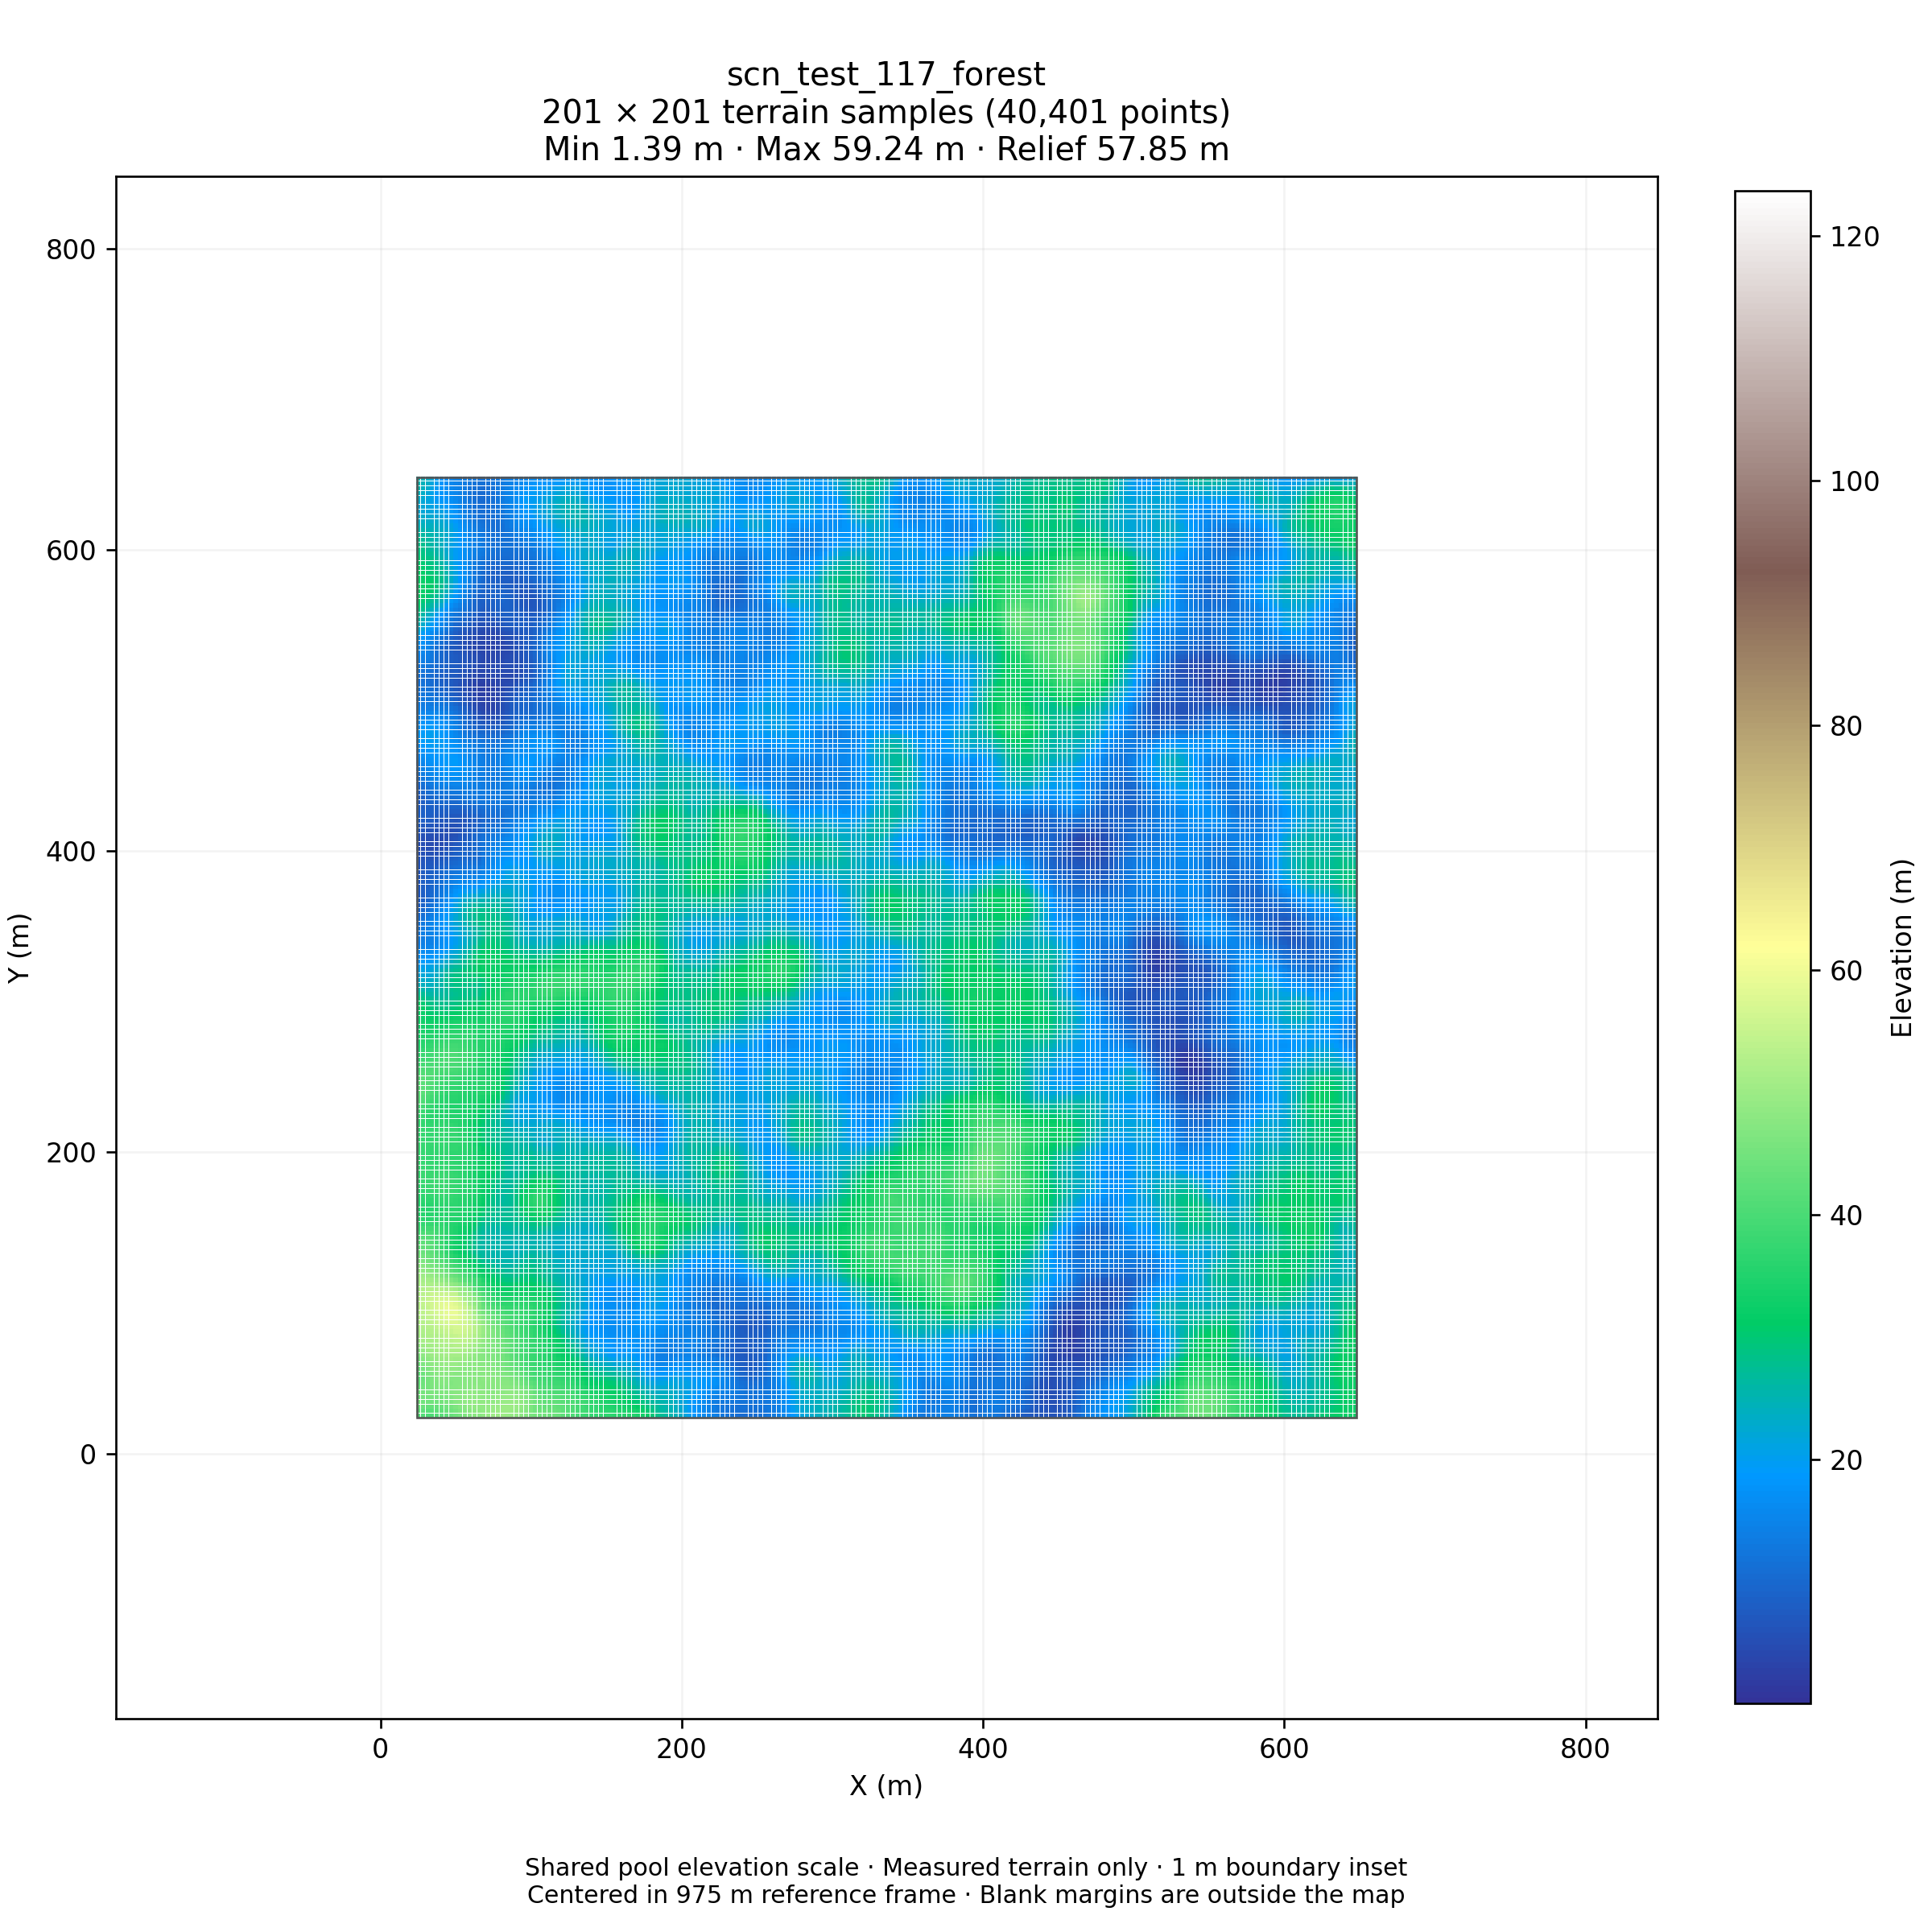 scn_test_117_forest
201 × 201 terrain samples (40,401 points)
Min 1.39 m · Max 59.24 m · Relief 57.85 m
800
600
400
200
0
Y (m)
0
200
400
600
800
X (m)
120
100
80
60
40
20
Elevation (m)
Shared pool elevation scale · Measured terrain only · 1 m boundary inset
Centered in 975 m reference frame · Blank margins are outside the map